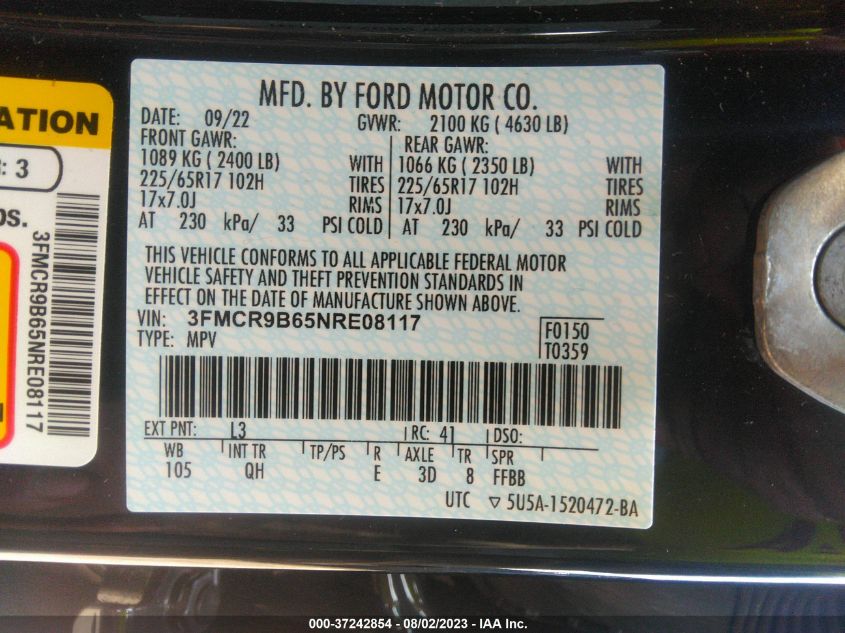 ATION
: 3
OS.
3FMCR9B65NRE08117
MFD. BY FORD MOTOR CO.
DATE: 09/22 GVWR: 2100 KG ( 4630 LB)
FRONT GAWR: REAR GAWR:
1089 KG ( 2400 LB) WITH 1066 KG ( 2350 LB) WITH
225/65R17 102H TIRES 225/65R17 102H TIRES
17x7.0J RIMS 17x7.0J RIMS
AT 230 kPa/ 33 PSI COLD AT 230 kPa/ 33 PSI COLD
THIS VEHICLE CONFORMS TO ALL APPLICABLE FEDERAL MOTOR
VEHICLE SAFETY AND THEFT PREVENTION STANDARDS IN
EFFECT ON THE DATE OF MANUFACTURE SHOWN ABOVE.
VIN: 3FMCR9B65NRE08117
TYPE: MPV
F0150
T0359
EXT PNT: L3 RC: 41 DSO:
WB INT TR TP/PS R AXLE TR SPR
105 QH E 3D 8 FFBB
UTC ▽ 5U5A-1520472-BA
000-37242854 - 08/02/2023 - IAA Inc.